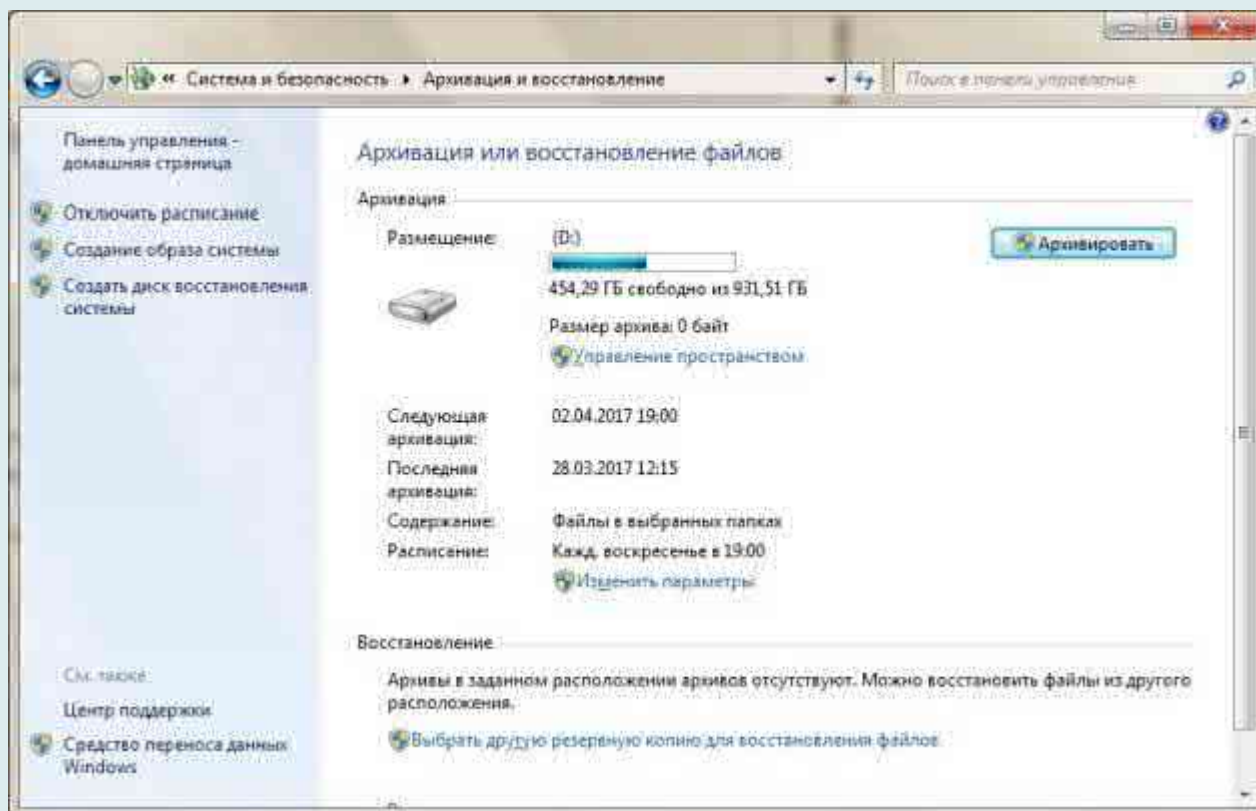 « Система и безопасность ▸ Архивация и восстановление
Поиск в панели управления
Панель управления -
домашняя страница
Отключить расписание
Создание образа системы
Создать диск восстановления
системы
Архивация или восстановление файлов
Архивация
Размещение:
(D:)
Архивировать
454,29 ГБ свободно из 931,51 ГБ
Размер архива: 0 байт
Управление пространством
Следующая
архивация:
02.04.2017 19:00
Последняя
архивация:
28.03.2017 12:15
Содержание:
Файлы в выбранных папках
Расписание:
Кажд. воскресенье в 19:00
Изменить параметры
Восстановление
Архивы в заданном расположении архивов отсутствуют. Можно восстановить файлы из другого
расположения.
Выбрать другую резервную копию для восстановления файлов
См. также
Центр поддержки
Средство переноса данных
Windows